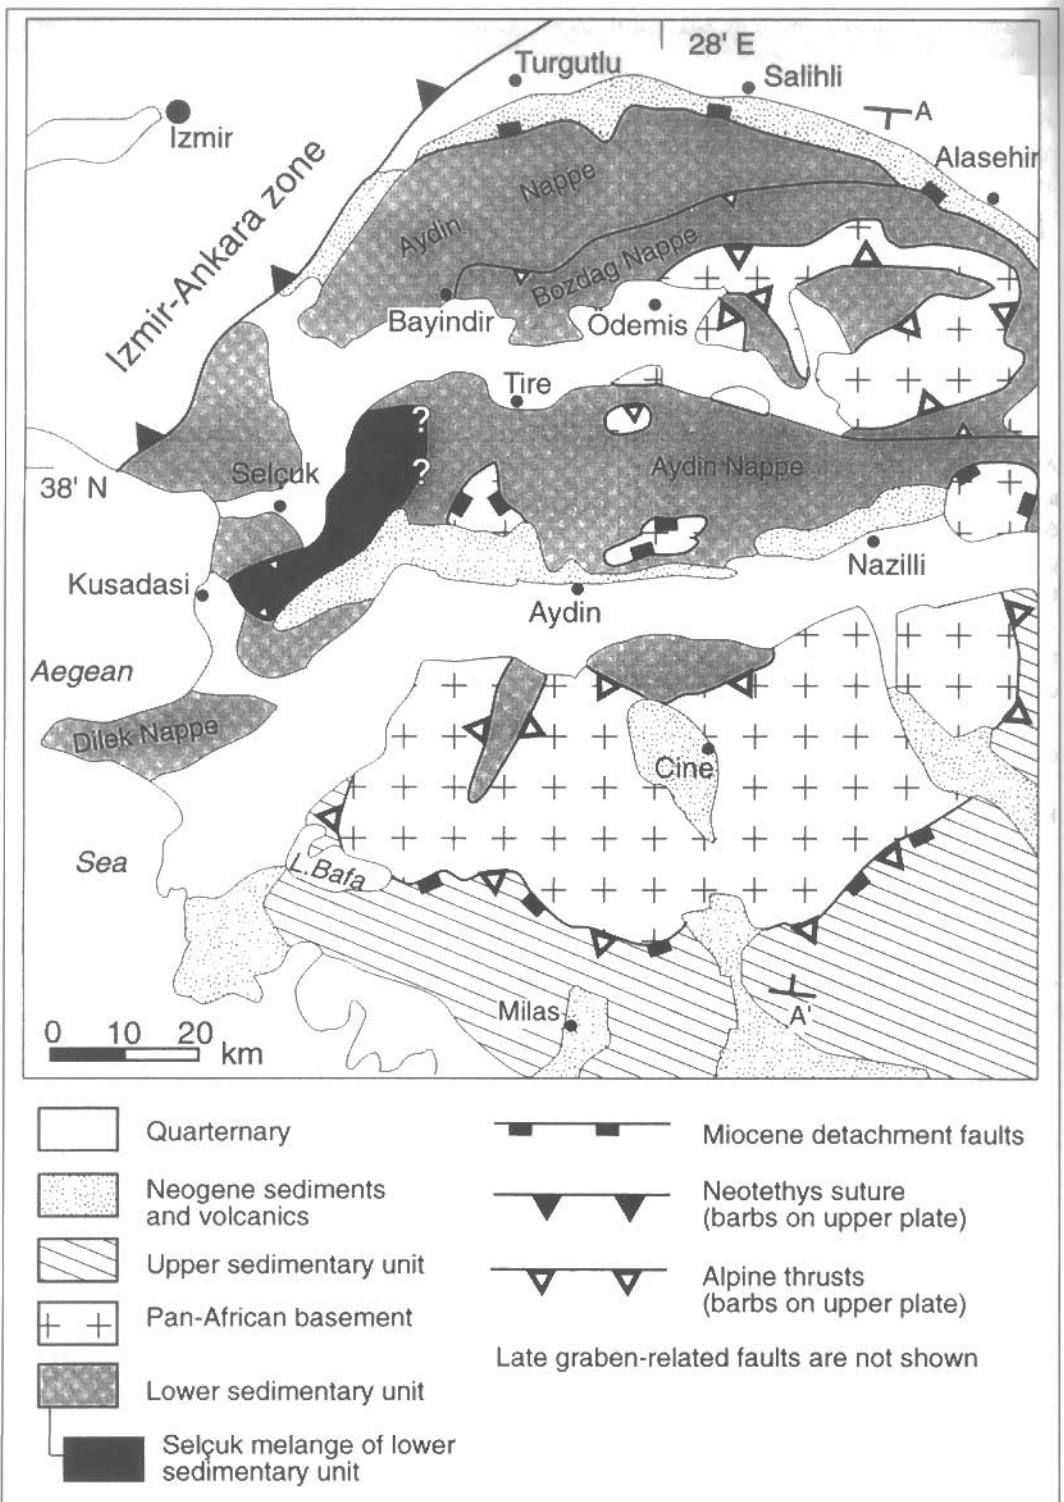 28' E
Turgutlu
Salihli
A
Izmir
Alasehir
Izmir-Ankara zone
Nappe
Aydin
Bozdag Nappe
Bayindir
Ödemis
Tire
?
?
Aydin Nappe
38' N
Selçuk
Nazilli
Kusadasi
Aydin
Aegean
Dilek Nappe
Cine
Sea
L.Bafa
Milas
A'
0 10 20
km
Quarternary
Neogene sediments
and volcanics
Upper sedimentary unit
Pan-African basement
Lower sedimentary unit
Selçuk melange of lower
sedimentary unit
Miocene detachment faults
Neotethys suture
(barbs on upper plate)
Alpine thrusts
(barbs on upper plate)
Late graben-related faults are not shown